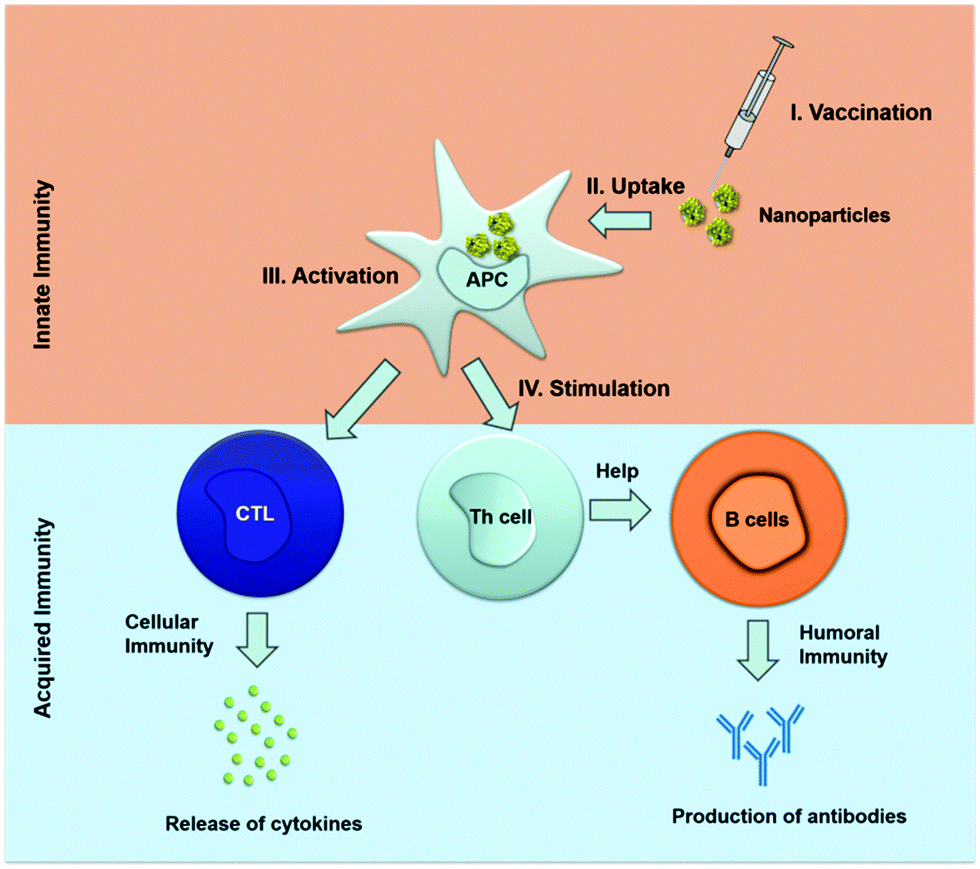 I. Vaccination
II. Uptake
Nanoparticles
III. Activation
APC
Innate Immunity
IV. Stimulation
Help
CTL
Th cell
B cells
Acquired Immunity
Cellular
Immunity
Humoral
Immunity
Release of cytokines
Production of antibodies